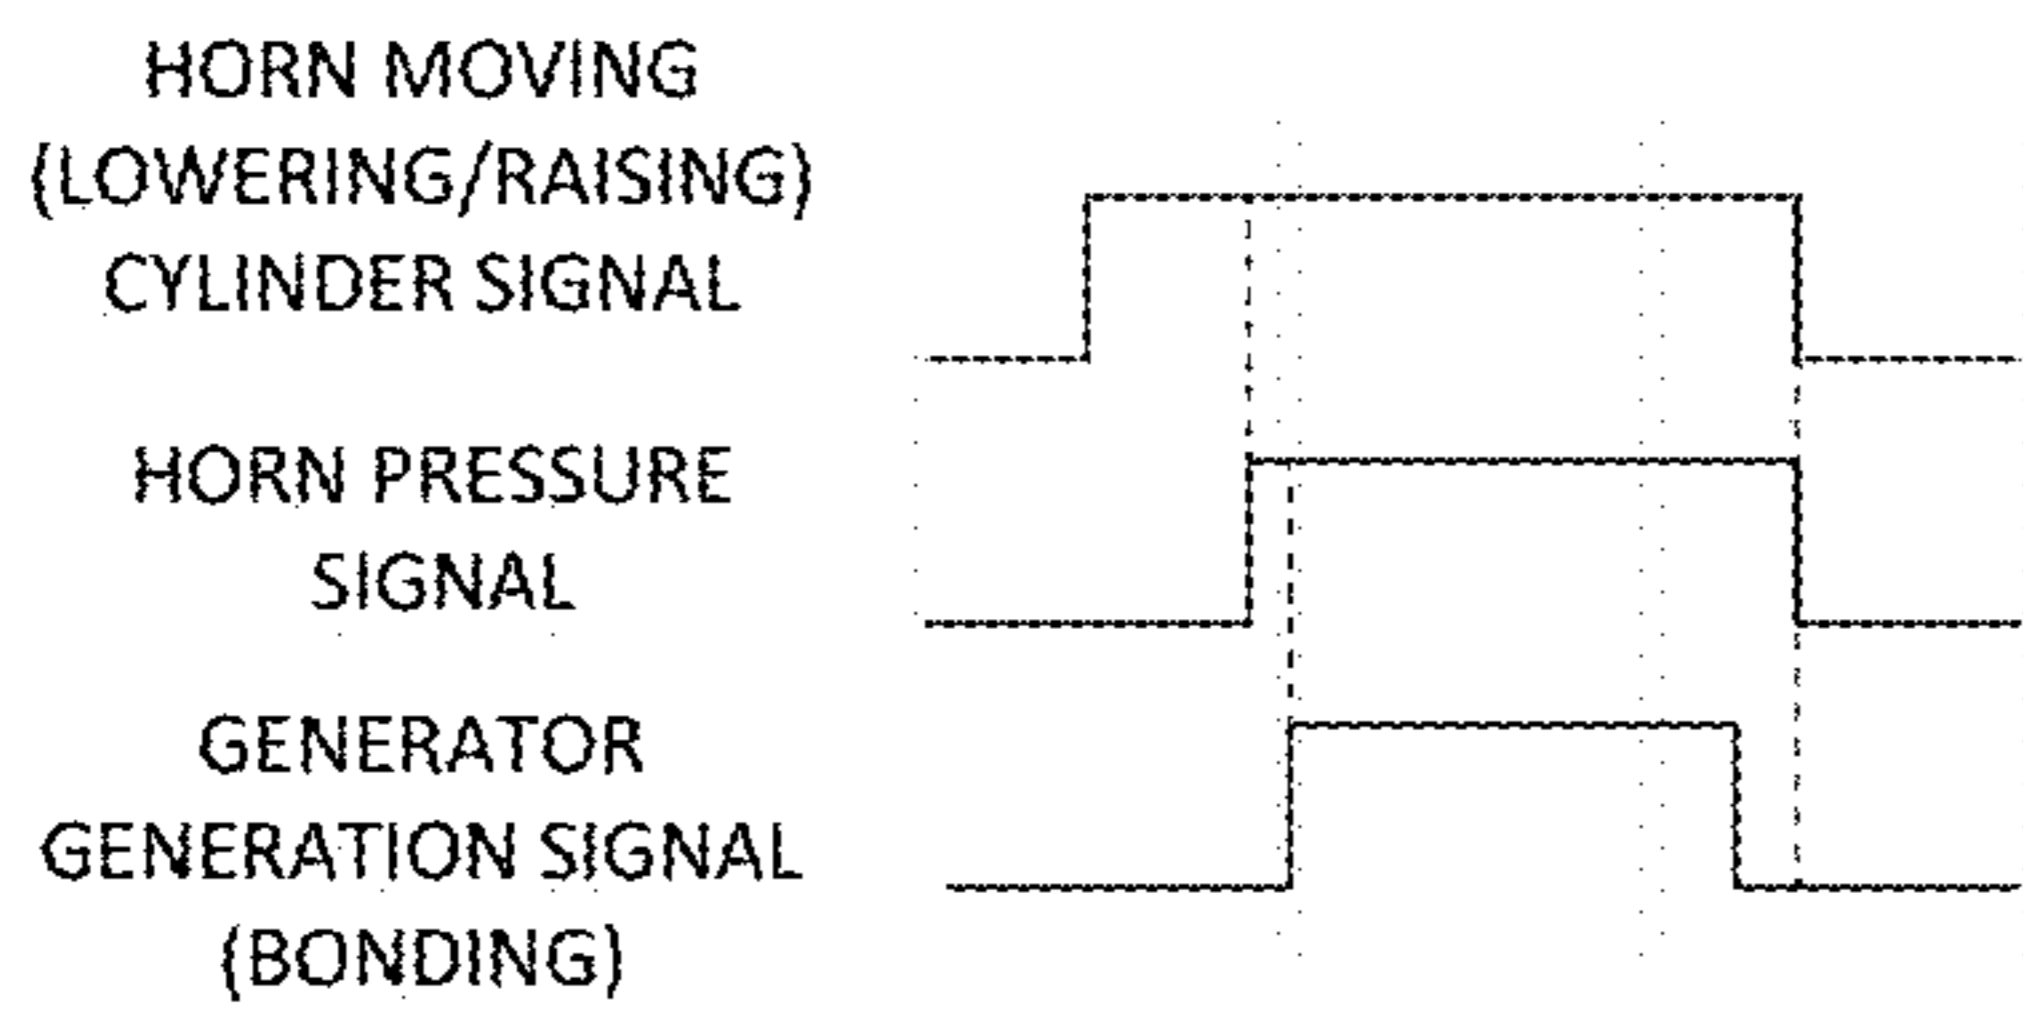 HORN MOVING
(LOWERING/RAISING)
CYLINDER SIGNAL
HORN PRESSURE
SIGNAL
GENERATOR
GENERATION SIGNAL
(BONDING)